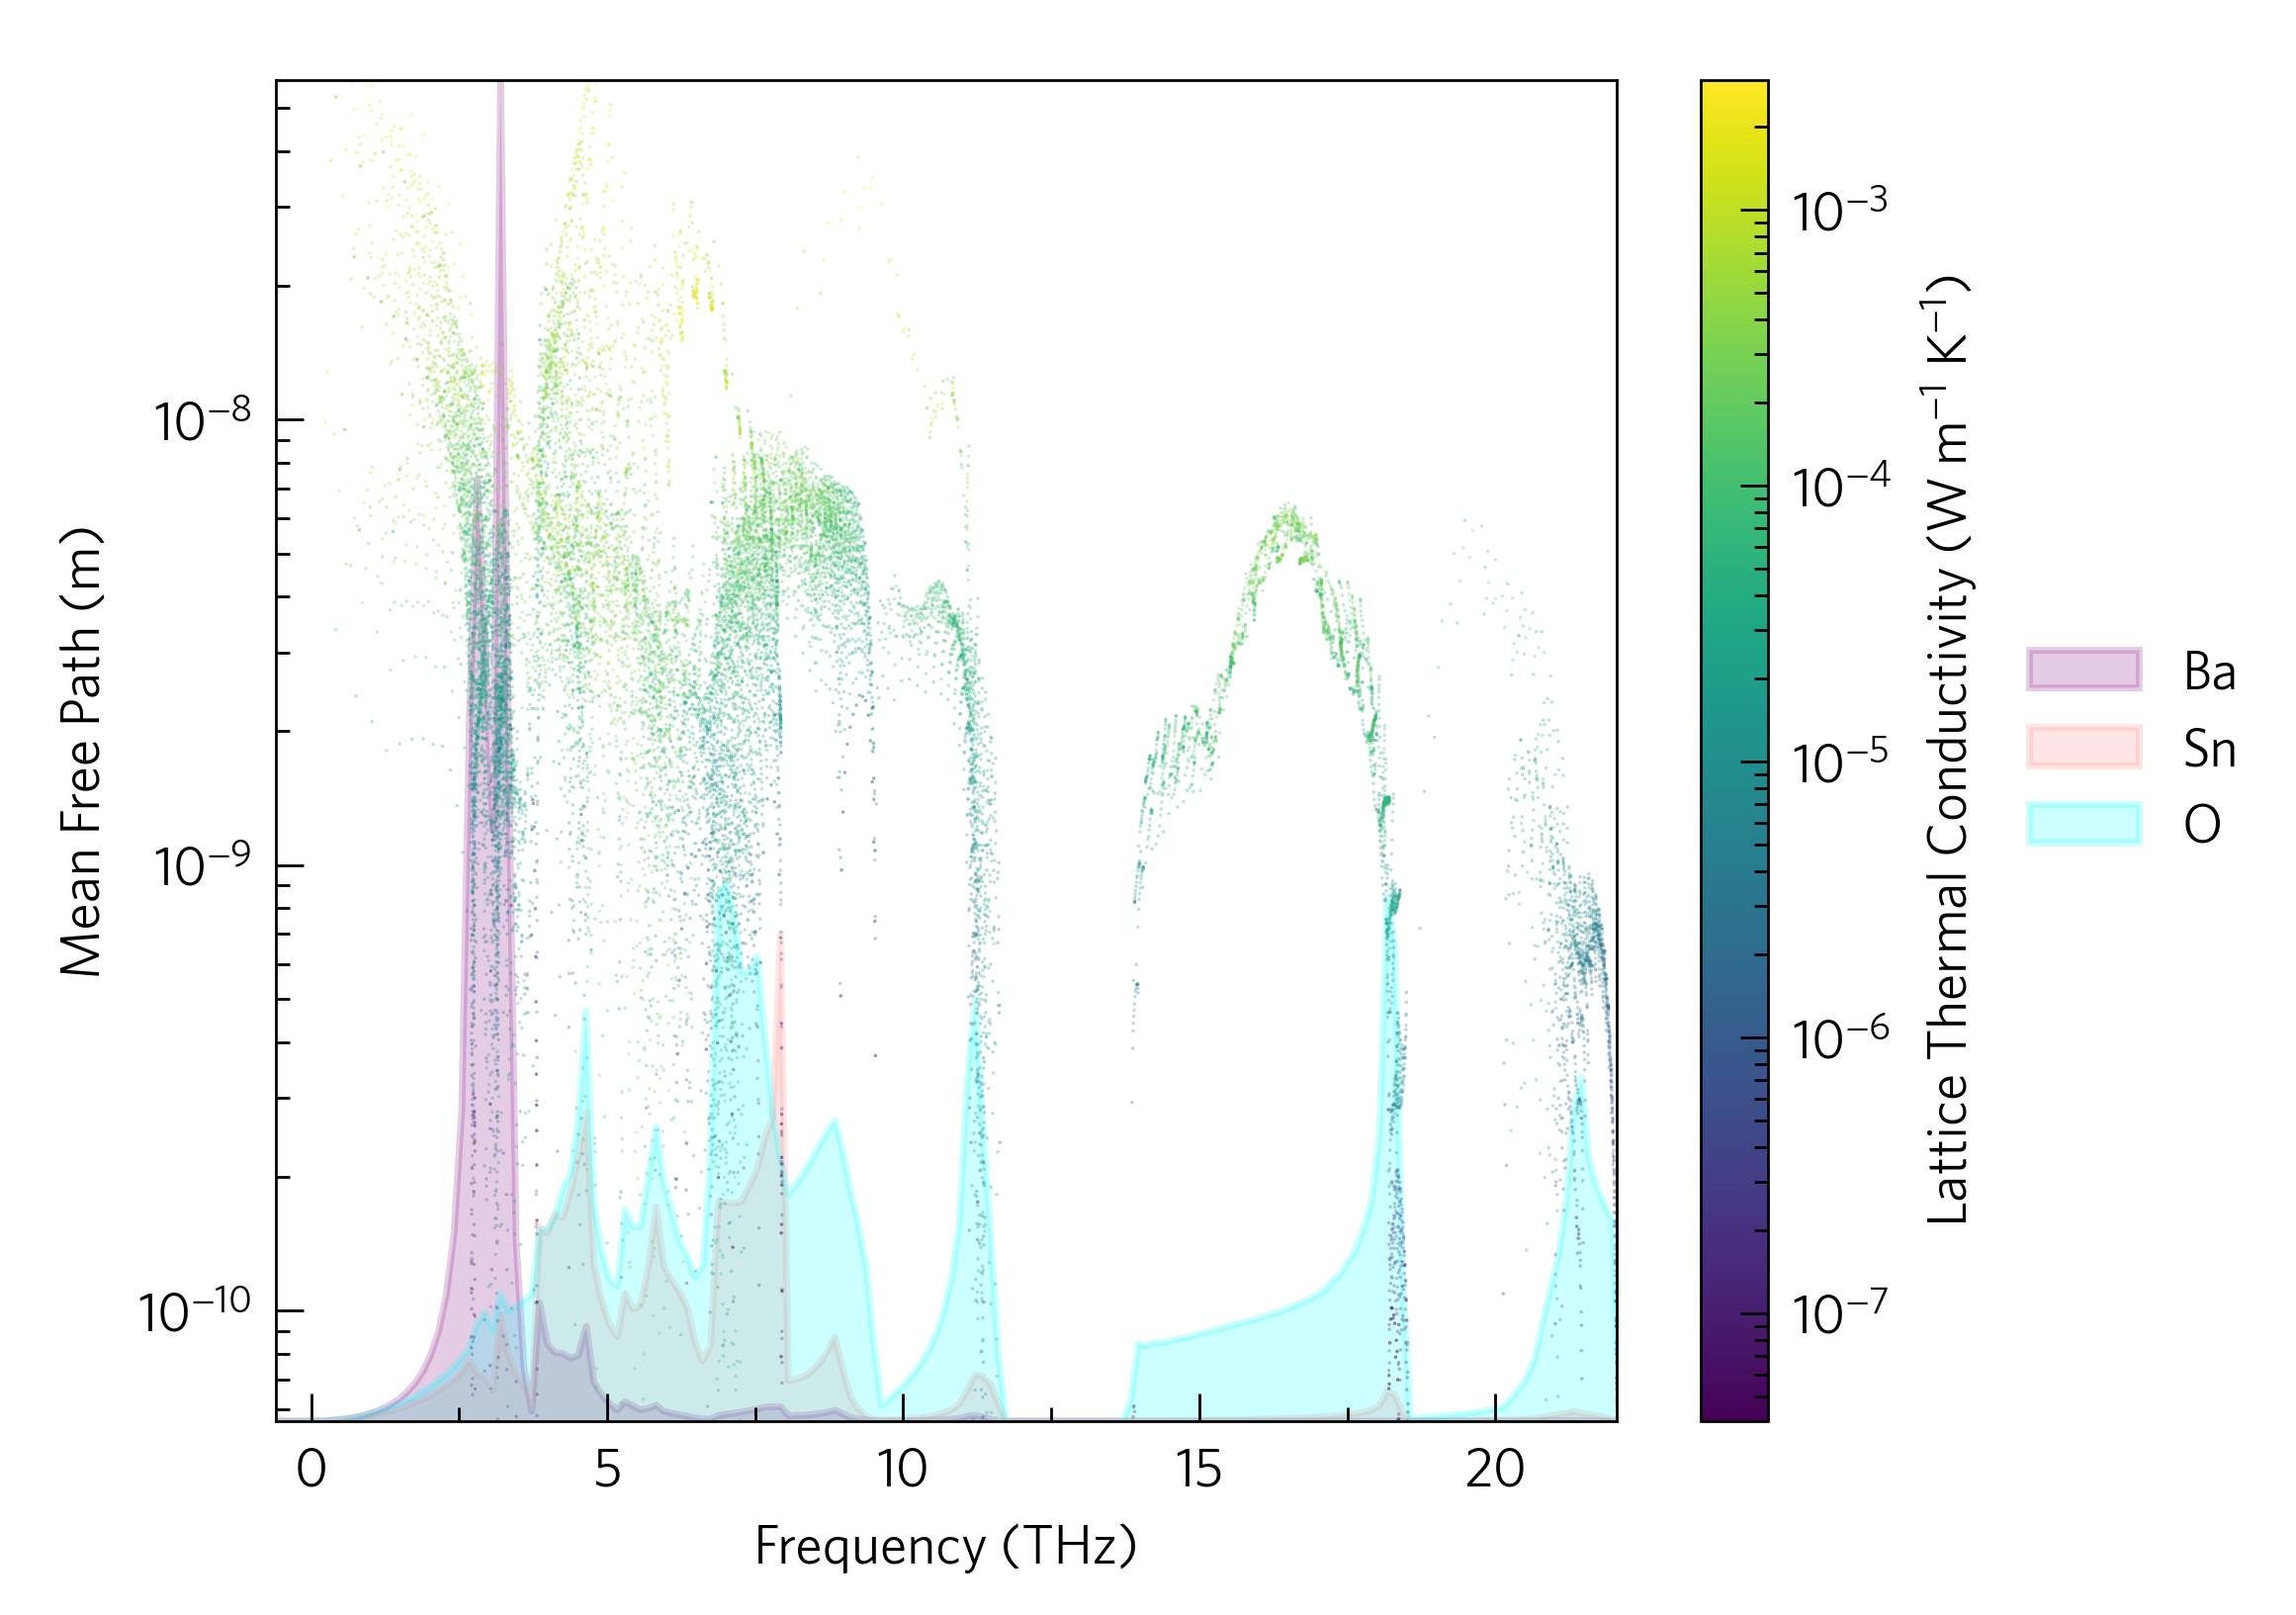 Mean Free Path (m)
10⁻⁸
10⁻⁹
10⁻¹⁰
0 5 10 15 20
Frequency (THz)
10⁻³
10⁻⁴
10⁻⁵
10⁻⁶
10⁻⁷
Lattice Thermal Conductivity (W m⁻¹ K⁻¹)
Ba
Sn
O